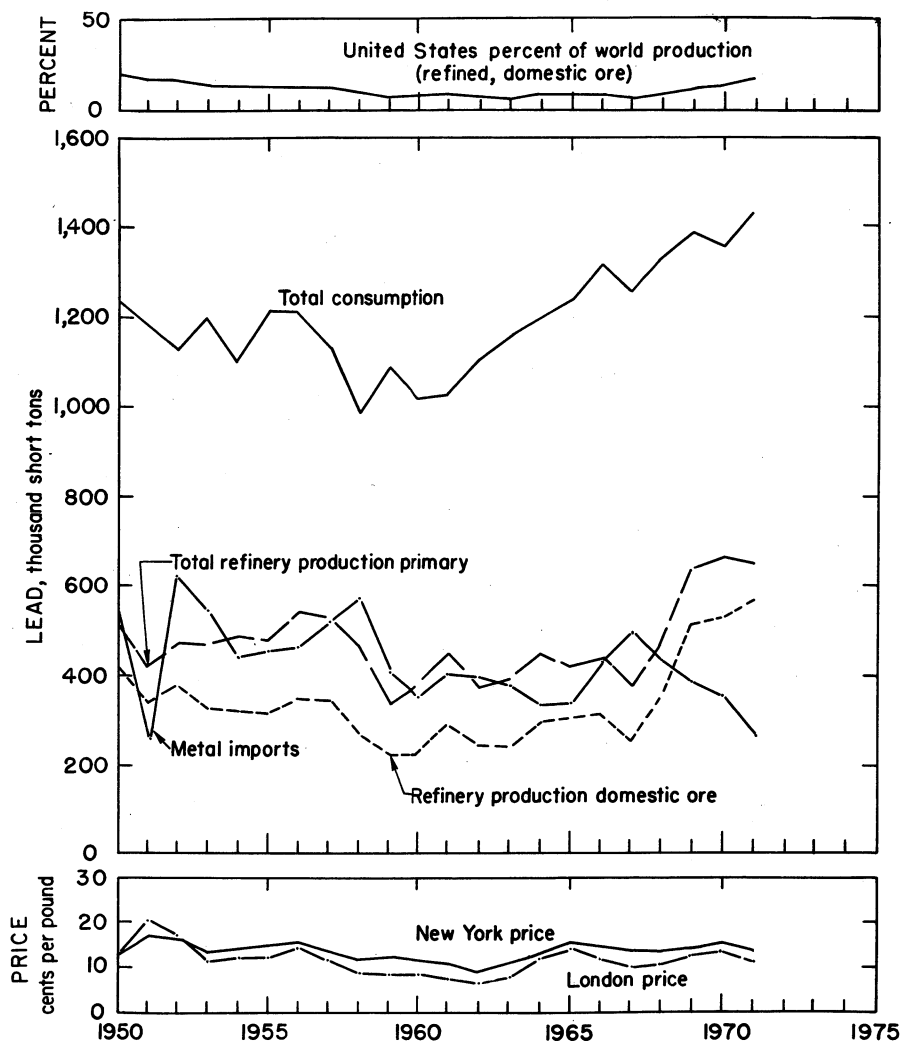 50
PERCENT
United States percent of world production
(refined, domestic ore)
0
1,600
1,400
Total consumption
1,200
1,000
LEAD, thousand short tons
800
Total refinery production primary
600
400
Metal imports
200
Refinery production domestic ore
0
30
PRICE
cents per pound
20
New York price
10
London price
0
1950
1955
1960
1965
1970
1975